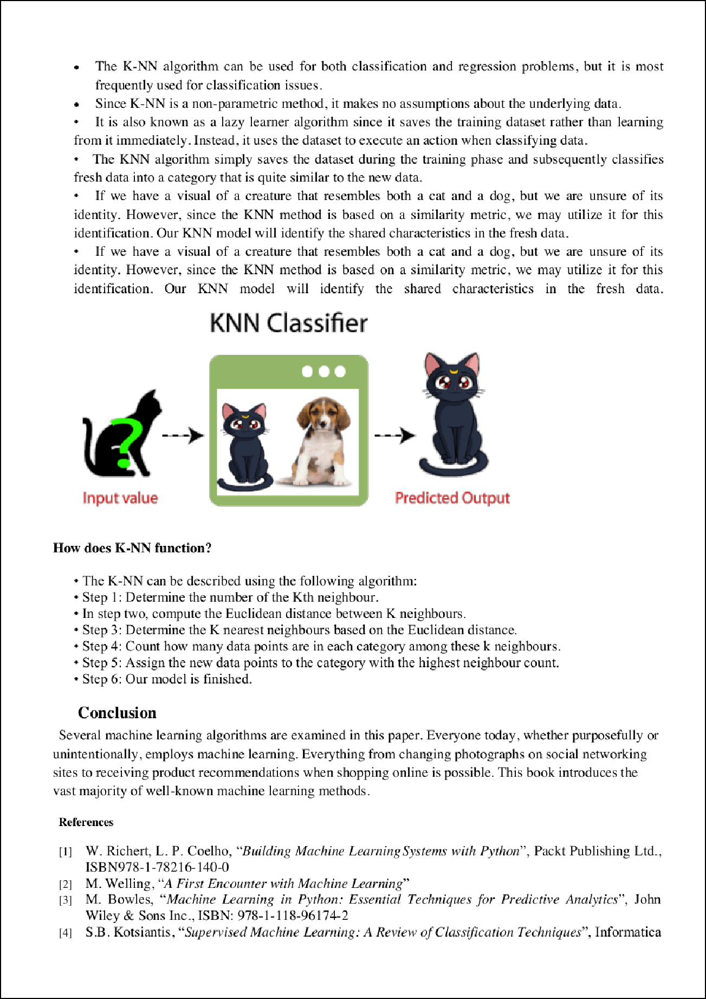 • The K-NN algorithm can be used for both classification and regression problems, but it is most
frequently used for classification issues.
• Since K-NN is a non-parametric method, it makes no assumptions about the underlying data.
• It is also known as a lazy learner algorithm since it saves the training dataset rather than learning
from it immediately. Instead, it uses the dataset to execute an action when classifying data.
• The KNN algorithm simply saves the dataset during the training phase and subsequently classifies
fresh data into a category that is quite similar to the new data.
• If we have a visual of a creature that resembles both a cat and a dog, but we are unsure of its
identity. However, since the KNN method is based on a similarity metric, we may utilize it for this
identification. Our KNN model will identify the shared characteristics in the fresh data.
• If we have a visual of a creature that resembles both a cat and a dog, but we are unsure of its
identity. However, since the KNN method is based on a similarity metric, we may utilize it for this
identification. Our KNN model will identify the shared characteristics in the fresh data.
KNN Classifier
?
Input value
Predicted Output
How does K-NN function?
• The K-NN can be described using the following algorithm:
• Step 1: Determine the number of the Kth neighbour.
• In step two, compute the Euclidean distance between K neighbours.
• Step 3: Determine the K nearest neighbours based on the Euclidean distance.
• Step 4: Count how many data points are in each category among these k neighbours.
• Step 5: Assign the new data points to the category with the highest neighbour count.
• Step 6: Our model is finished.
Conclusion
Several machine learning algorithms are examined in this paper. Everyone today, whether purposefully or
unintentionally, employs machine learning. Everything from changing photographs on social networking
sites to receiving product recommendations when shopping online is possible. This book introduces the
vast majority of well-known machine learning methods.
References
[1] W. Richert, L. P. Coelho, “Building Machine Learning Systems with Python”, Packt Publishing Ltd.,
ISBN978-1-78216-140-0
[2] M. Welling, “A First Encounter with Machine Learning”
[3] M. Bowles, “Machine Learning in Python: Essential Techniques for Predictive Analytics”, John
Wiley & Sons Inc., ISBN: 978-1-118-96174-2
[4] S.B. Kotsiantis, “Supervised Machine Learning: A Review of Classification Techniques”, Informatica